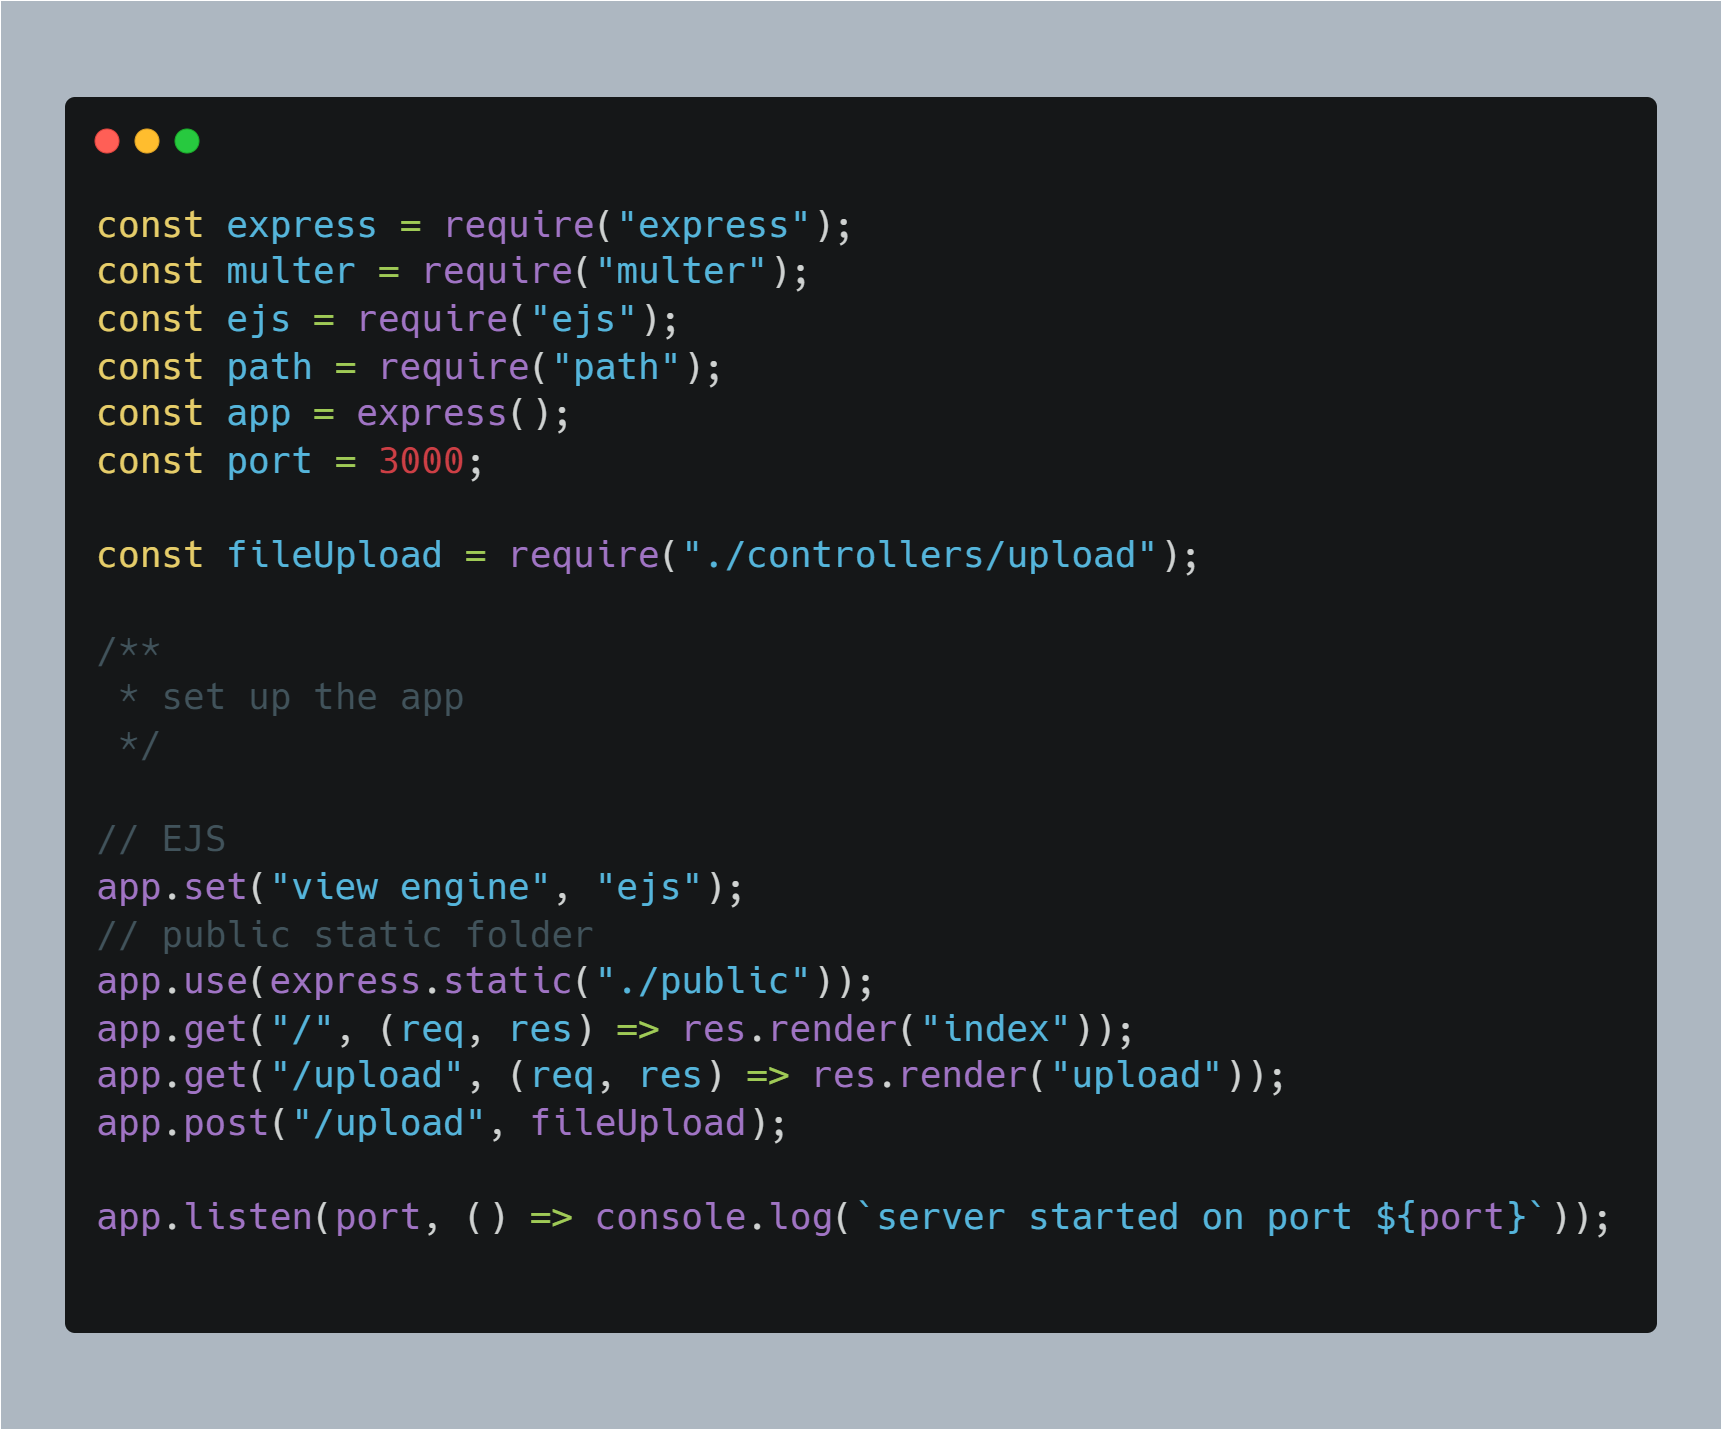 const express = require("express");
const multer = require("multer");
const ejs = require("ejs");
const path = require("path");
const app = express();
const port = 3000;
const fileUpload = require("./controllers/upload");
/**
 * set up the app
 */
// EJS
app.set("view engine", "ejs");
// public static folder
app.use(express.static("./public"));
app.get("/", (req, res) => res.render("index"));
app.get("/upload", (req, res) => res.render("upload"));
app.post("/upload", fileUpload);
app.listen(port, () => console.log(`server started on port ${port}`));